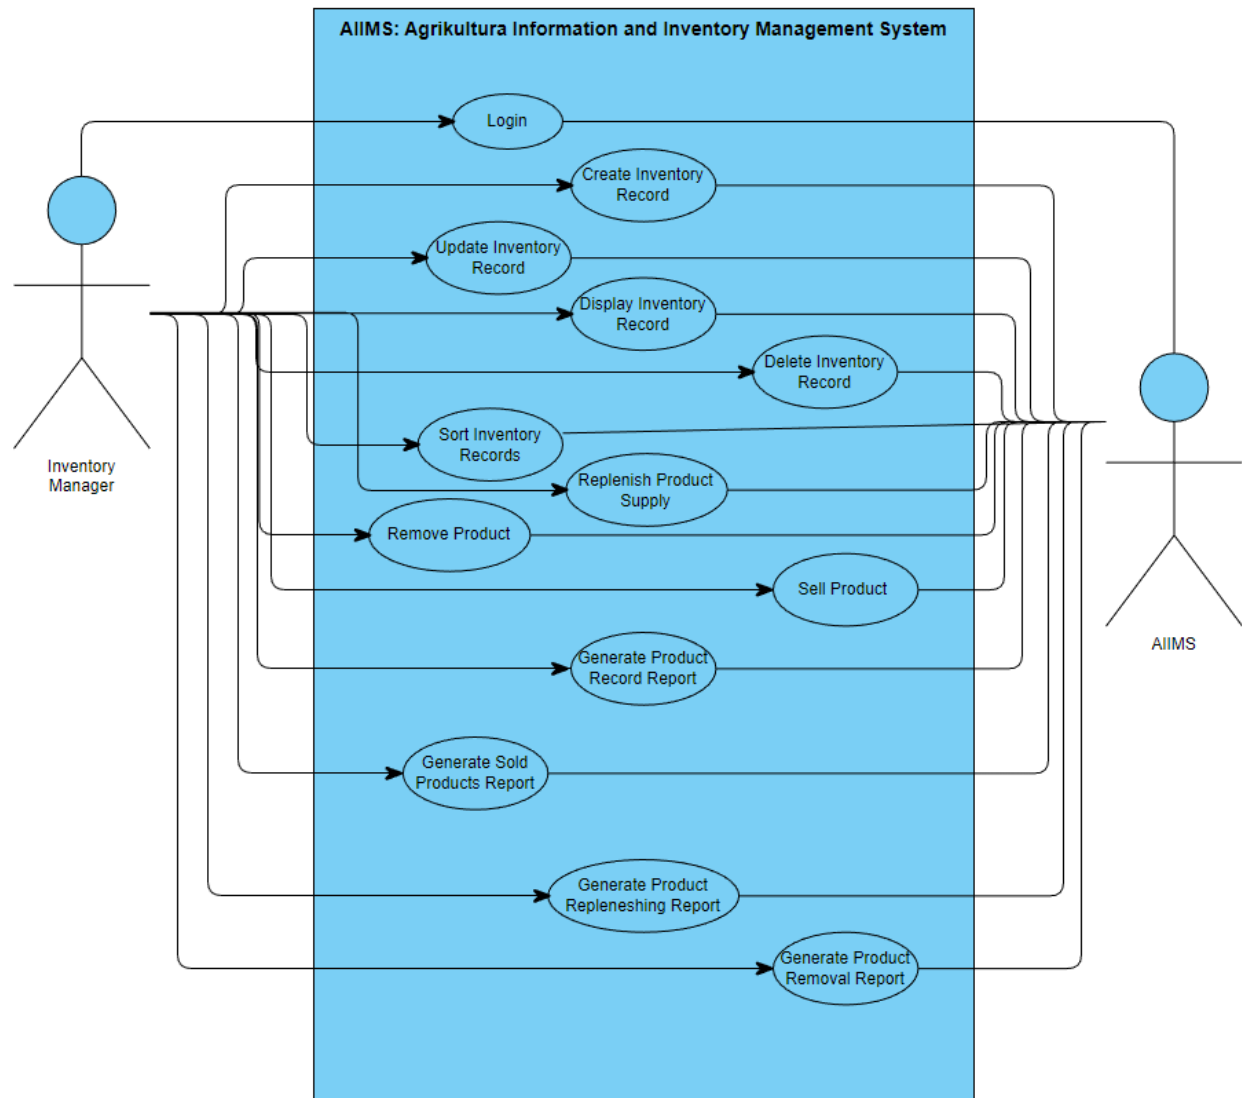 AIIMS: Agrikultura Information and Inventory Management System
Login
Create Inventory
Record
Update Inventory
Record
Display Inventory
Record
Delete Inventory
Record
Sort Inventory
Records
Inventory
Manager
Replenish Product
Supply
Remove Product
Sell Product
AIIMS
Generate Product
Record Report
Generate Sold
Products Report
Generate Product
Repleneshing Report
Generate Product
Removal Report